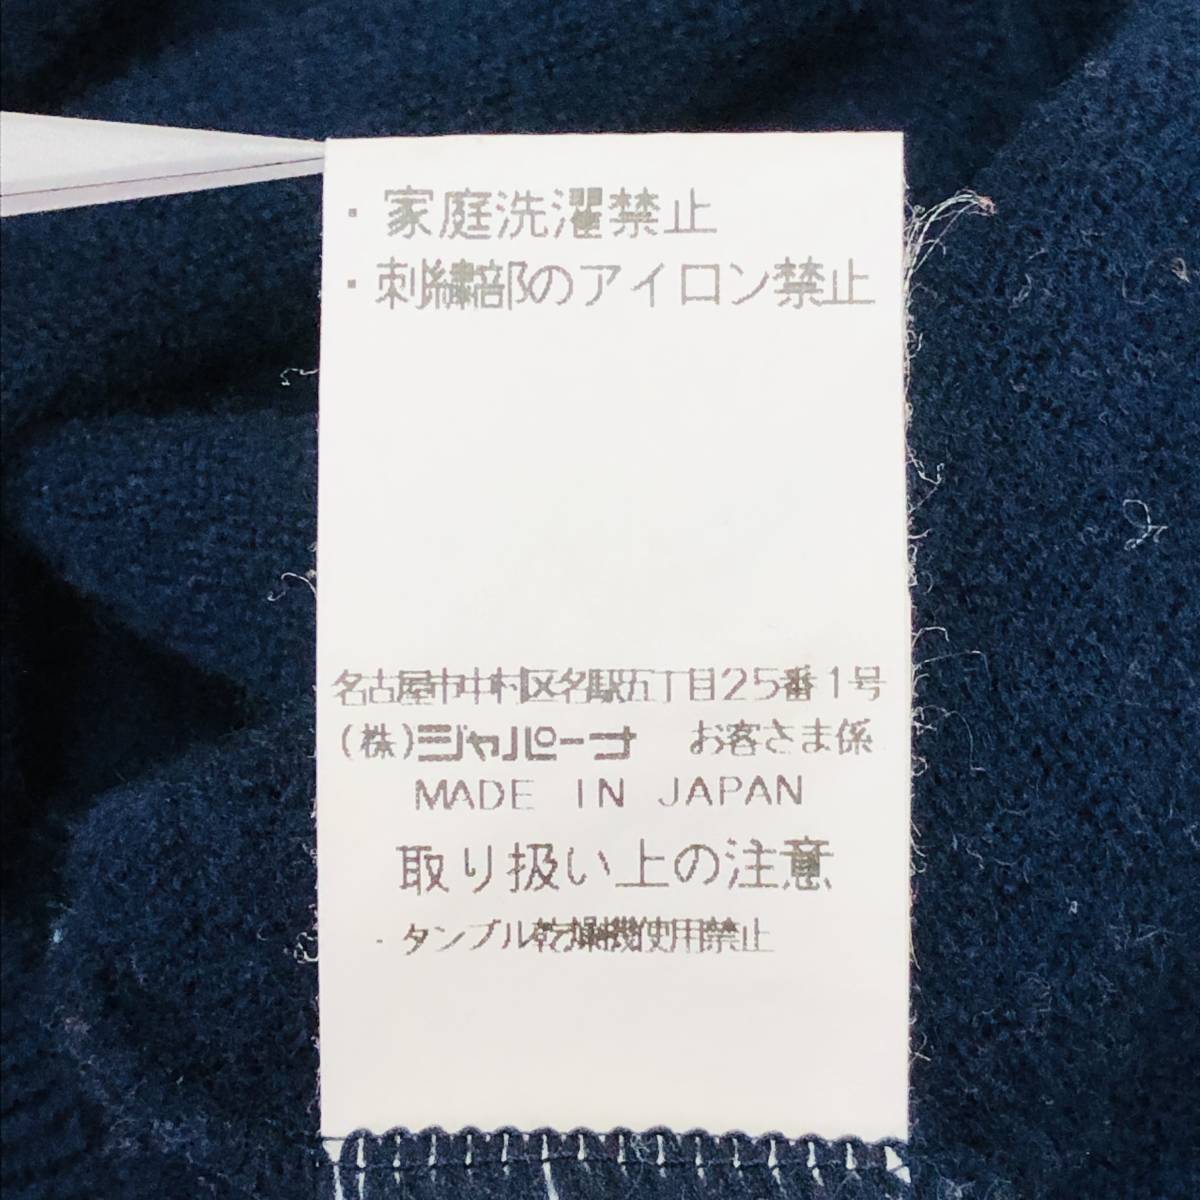 ・家庭洗濯禁止
・刺繍部のアイロン禁止
名古屋市中村区名駅五丁目25番1号
(株)ジャパーナ お客さま係
MADE IN JAPAN
取り扱い上の注意
・タンブル乾燥機使用禁止